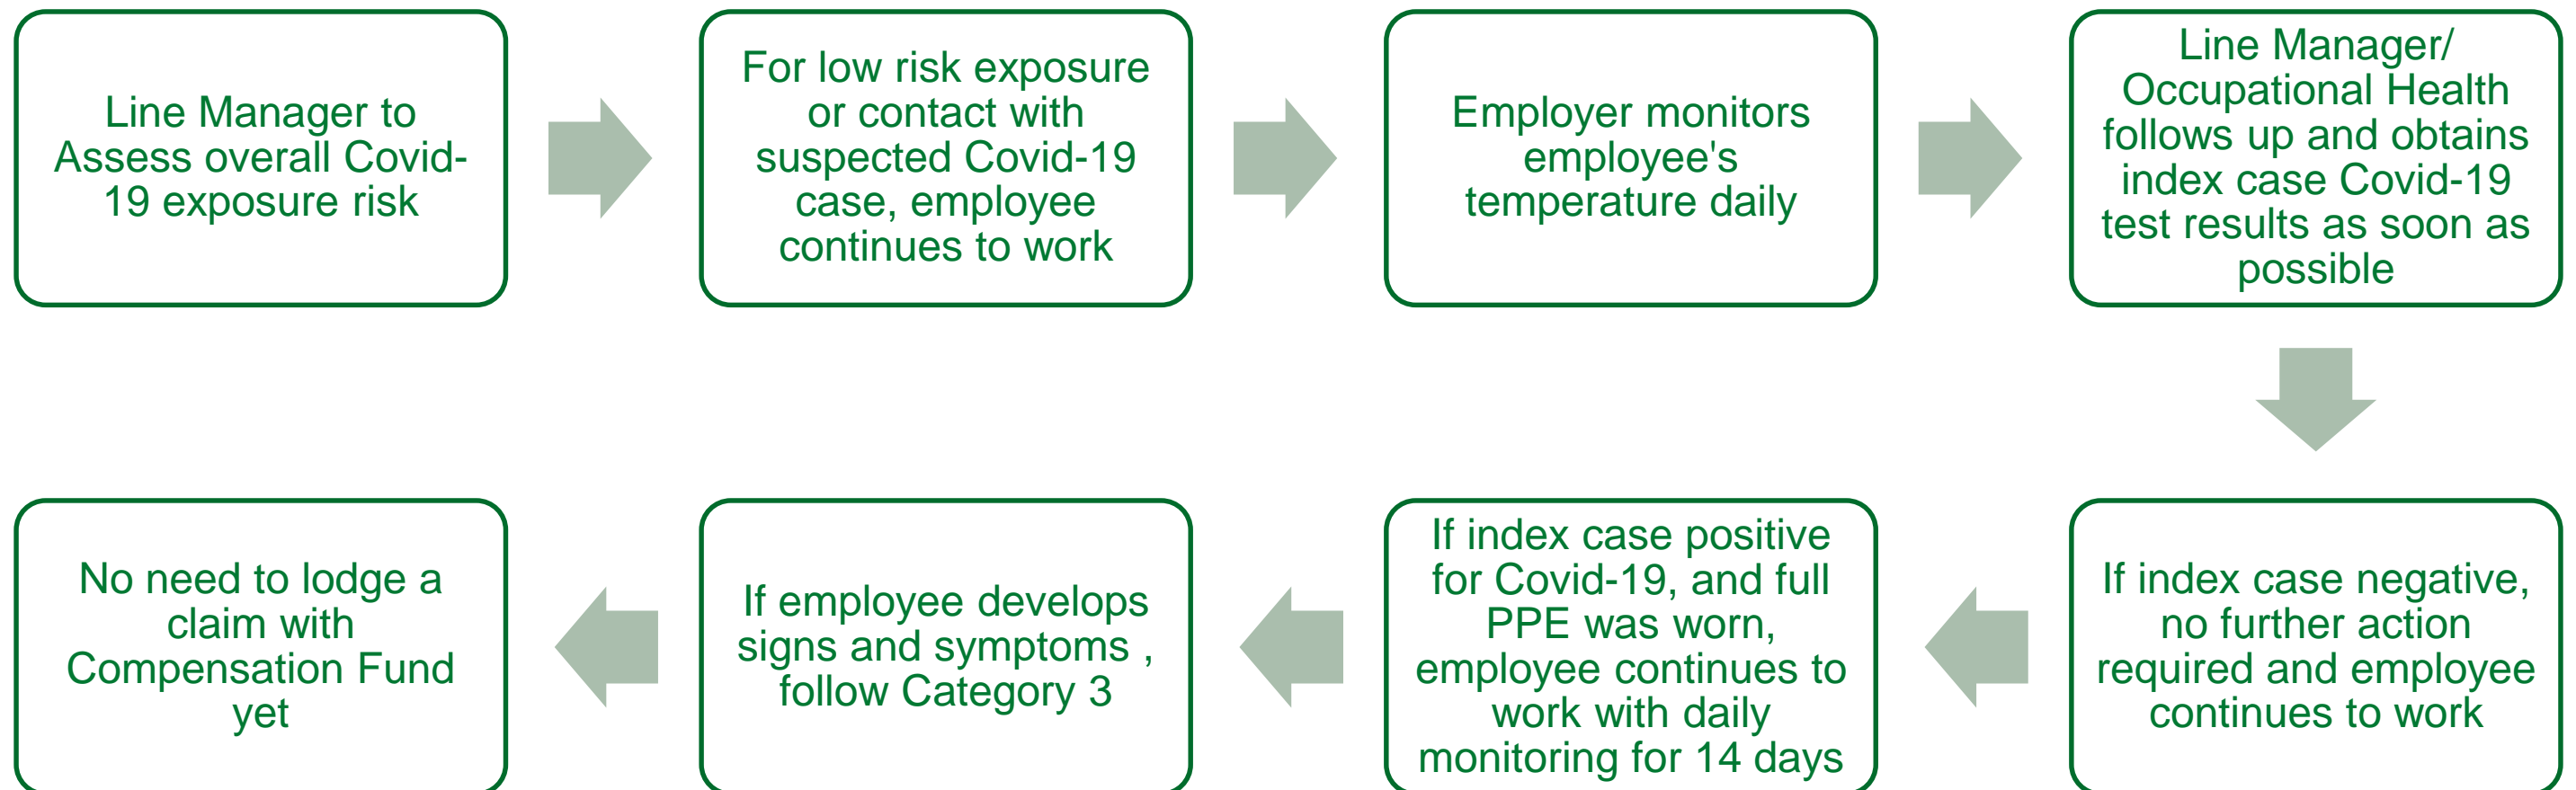 Line Manager to
Assess overall Covid-
19 exposure risk
For low risk exposure
or contact with
suspected Covid-19
case, employee
continues to work
Employer monitors
employee's
temperature daily
Line Manager/
Occupational Health
follows up and obtains
index case Covid-19
test results as soon as
possible
If index case negative,
no further action
required and employee
continues to work
If index case positive
for Covid-19, and full
PPE was worn,
employee continues to
work with daily
monitoring for 14 days
If employee develops
signs and symptoms ,
follow Category 3
No need to lodge a
claim with
Compensation Fund
yet